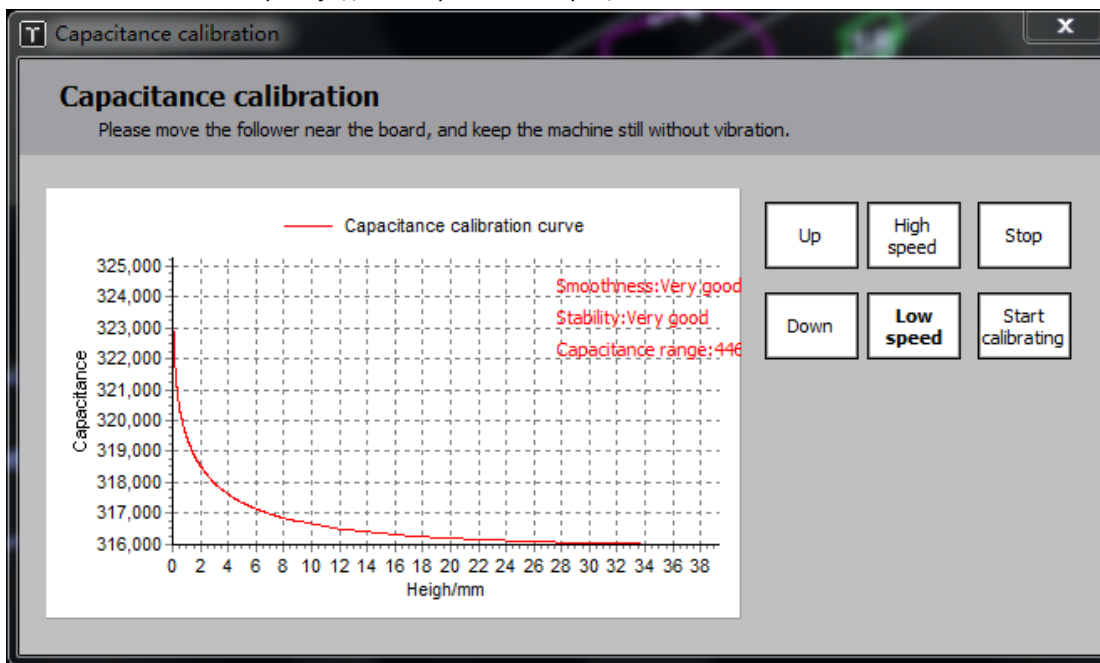 Capacitance calibration
Capacitance calibration
Please move the follower near the board, and keep the machine still without vibration.
Capacitance calibration curve
325,000
324,000
323,000
322,000
321,000
320,000
319,000
318,000
317,000
316,000
Capacitance
Smoothness:Very good
Stability:Very good
Capacitance range:446
0 2 4 6 8 10 12 14 16 18 20 22 24 26 28 30 32 34 36 38
Heigh/mm
Up
High
speed
Stop
Down
Low
speed
Start
calibrating